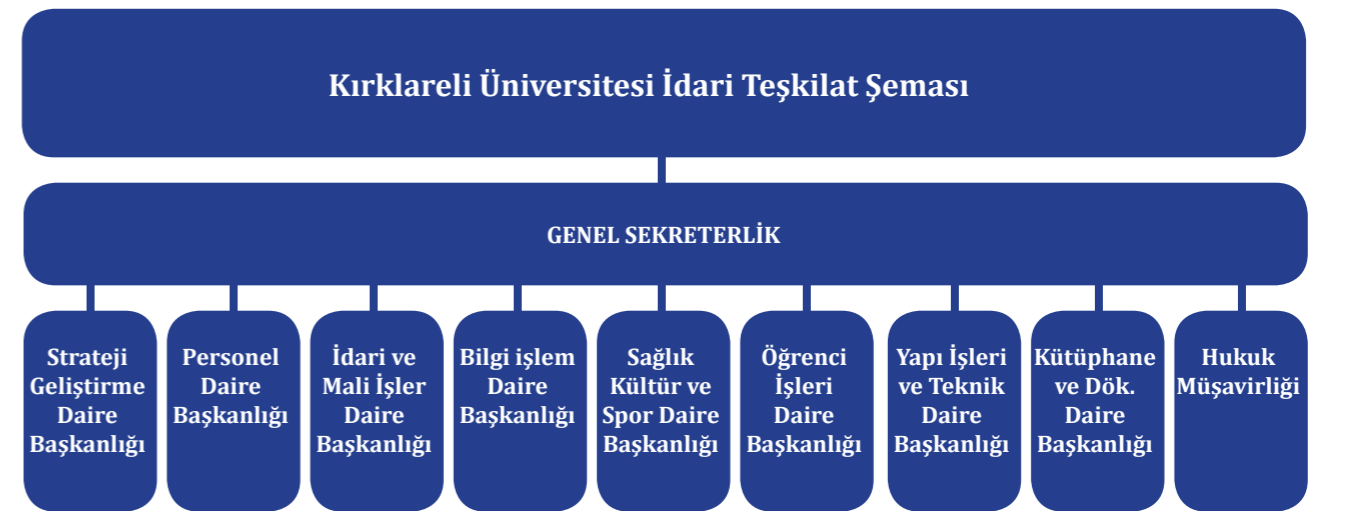 Kırklareli Üniversitesi İdari Teşkilat Şeması
GENEL SEKRETERLİK
Strateji
Geliştirme
Daire
Başkanlığı
Personel
Daire
Başkanlığı
İdari ve
Mali İşler
Daire
Başkanlığı
Bilgi işlem
Daire
Başkanlığı
Sağlık
Kültür ve
Spor Daire
Başkanlığı
Öğrenci
İşleri
Daire
Başkanlığı
Yapı İşleri
ve Teknik
Daire
Başkanlığı
Kütüphane
ve Dök.
Daire
Başkanlığı
Hukuk
Müşavirliği